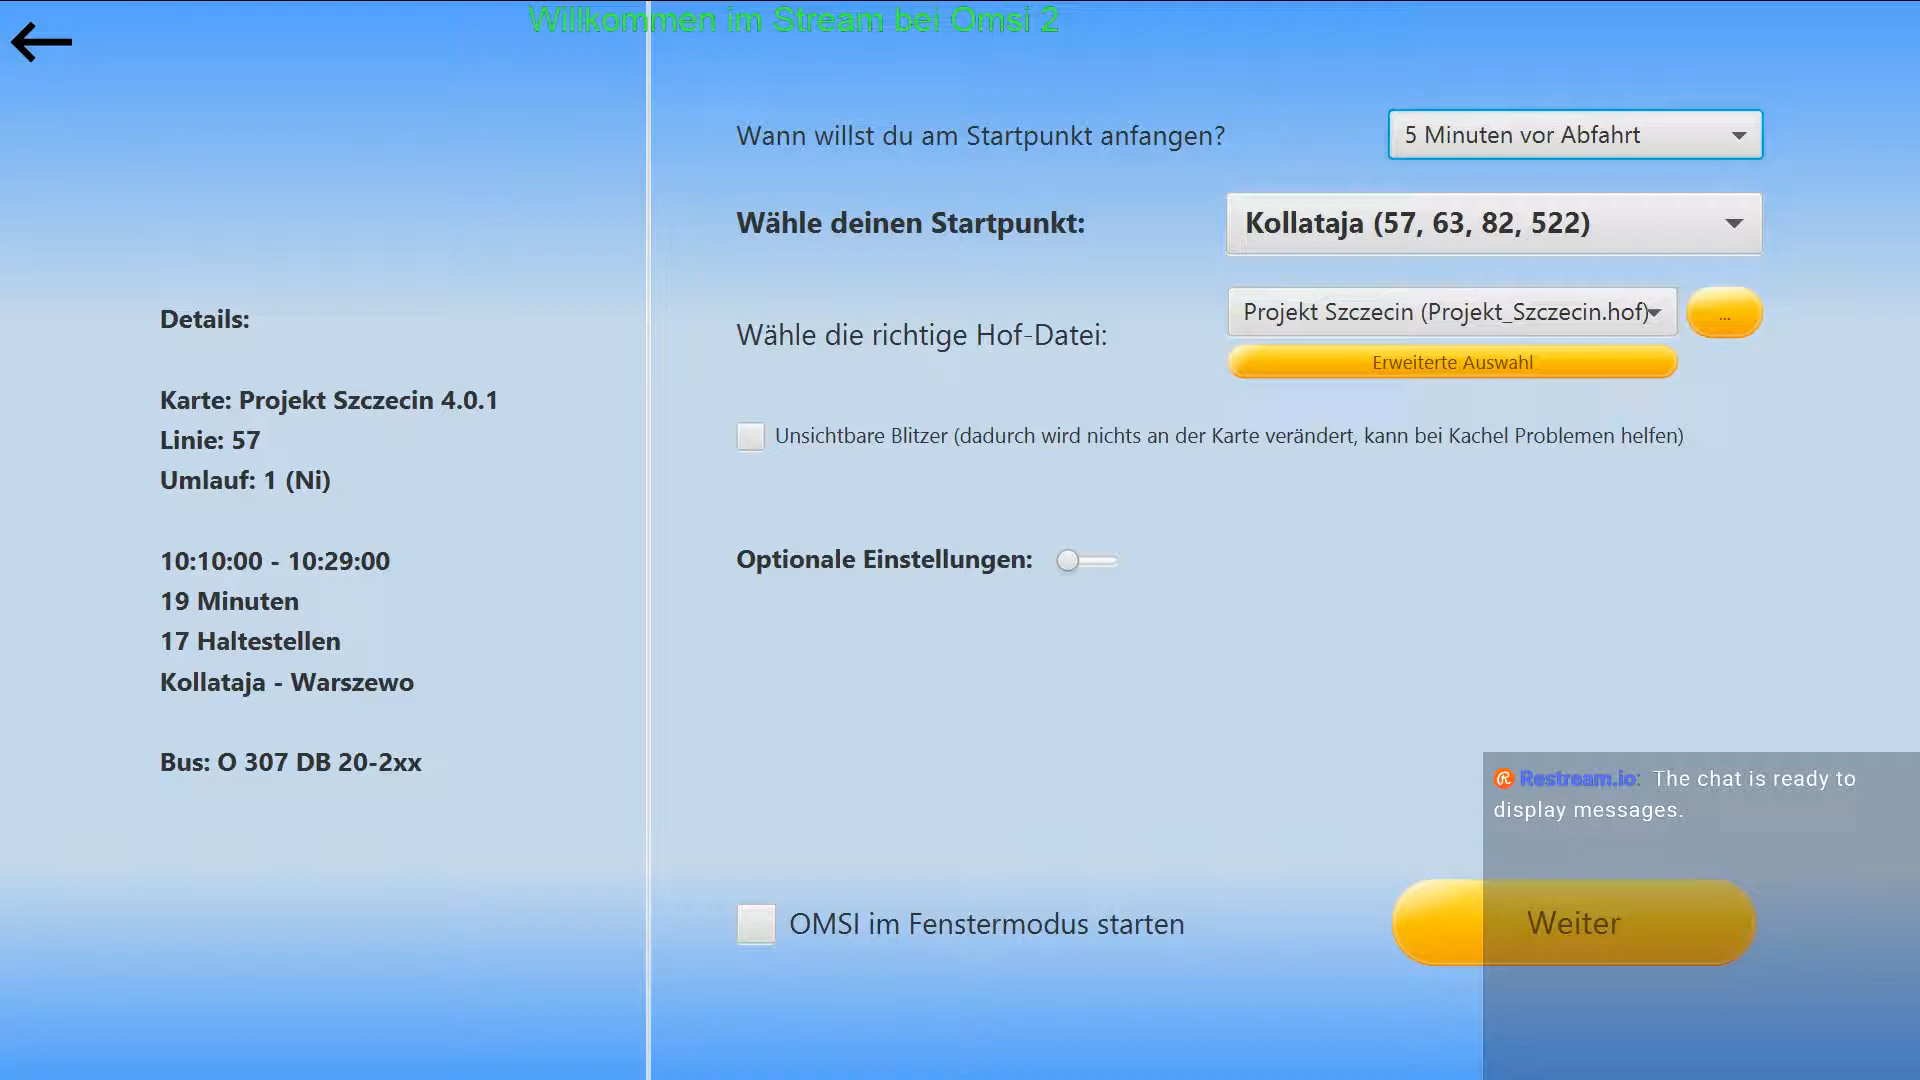 Willkommen im Stream bei Omsi 2
Wann willst du am Startpunkt anfangen?
5 Minuten vor Abfahrt
Wähle deinen Startpunkt:
Kollataja (57, 63, 82, 522)
Wähle die richtige Hof-Datei:
Projekt Szczecin (Projekt_Szczecin.hof)
...
Erweiterte Auswahl
Unsichtbare Blitzer (dadurch wird nichts an der Karte verändert, kann bei Kachel Problemen helfen)
Optionale Einstellungen:
Details:
Karte: Projekt Szczecin 4.0.1
Linie: 57
Umlauf: 1 (Ni)
10:10:00 - 10:29:00
19 Minuten
17 Haltestellen
Kollataja - Warszewo
Bus: O 307 DB 20-2xx
Restream.io: The chat is ready to
display messages.
OMSI im Fenstermodus starten
Weiter